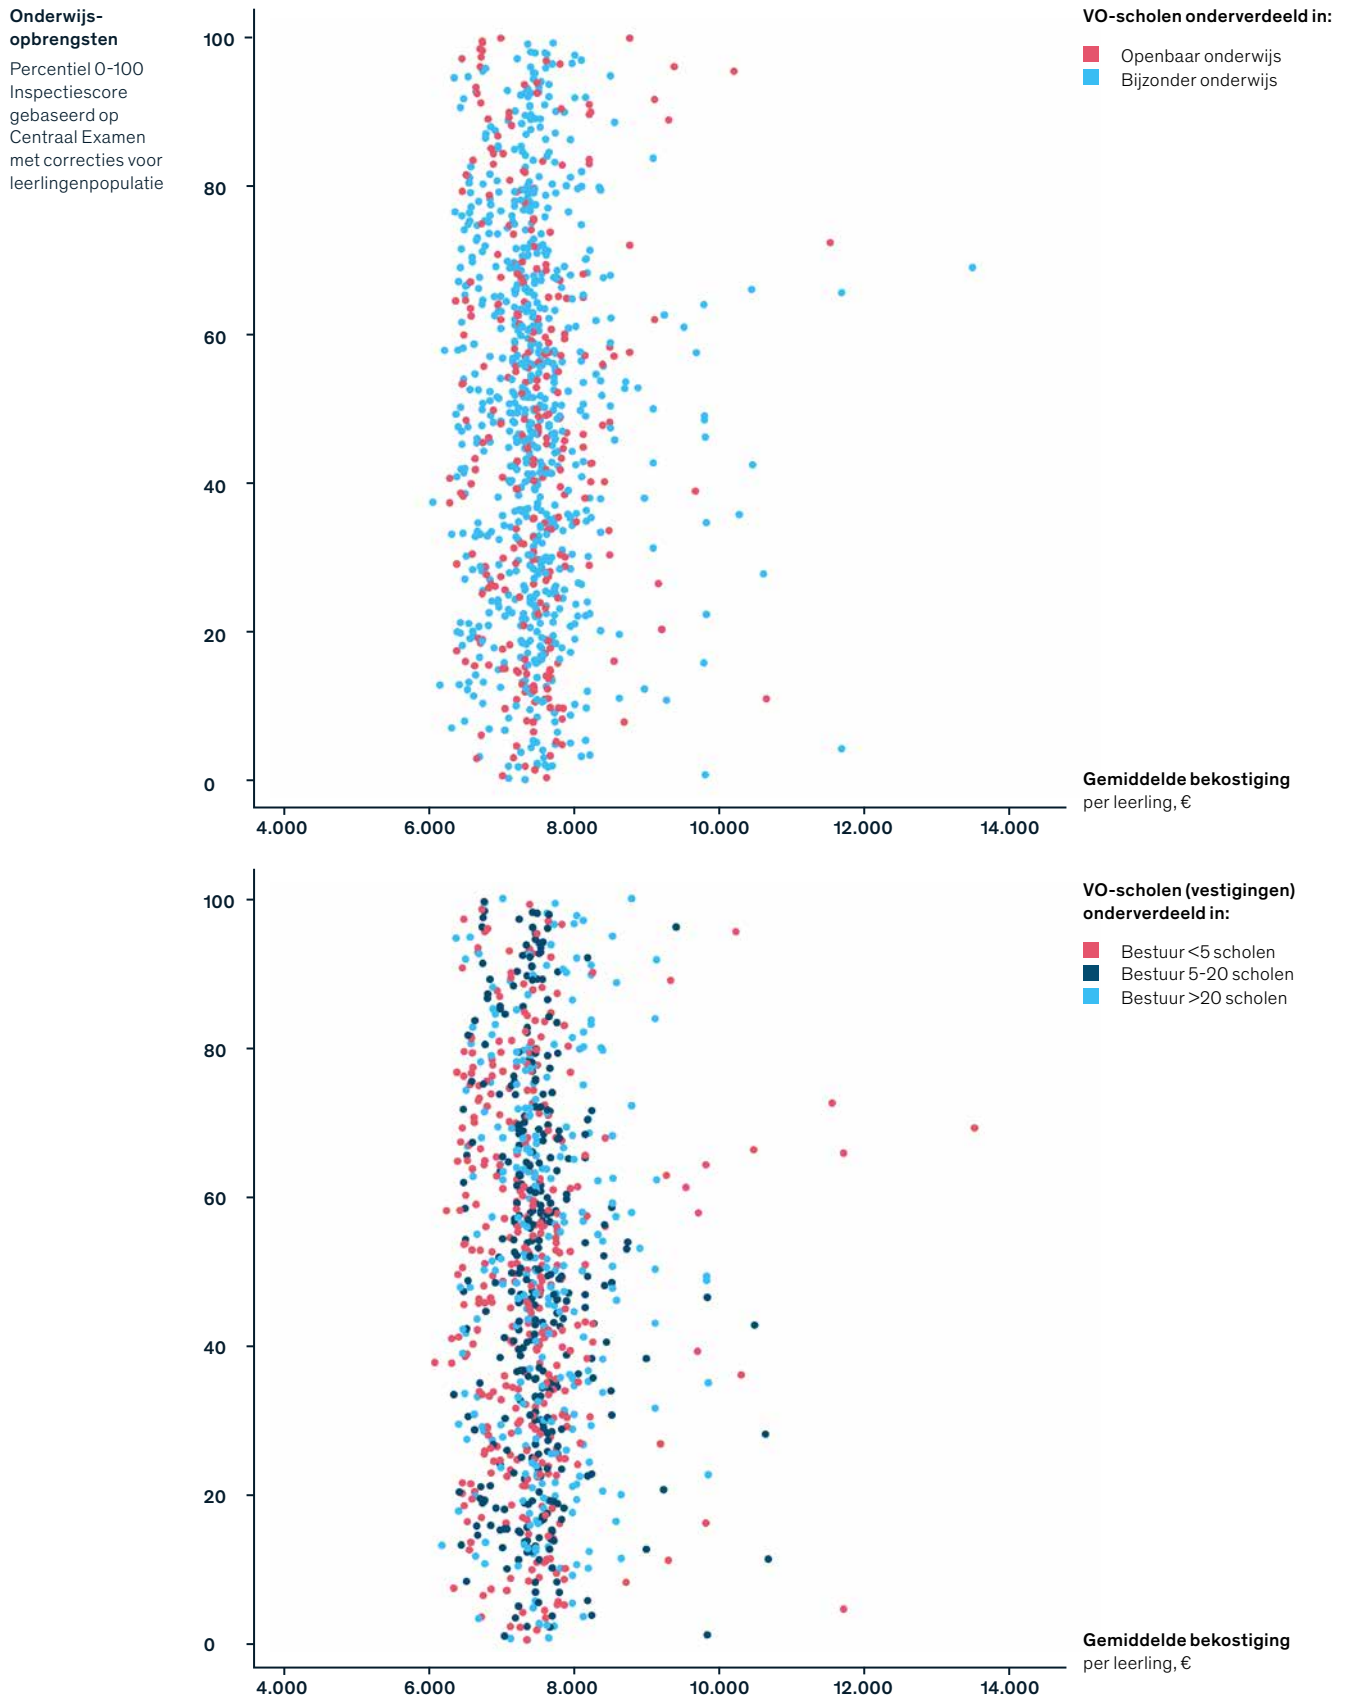 Onderwijs-
opbrengsten
Percentiel 0-100
Inspectiescore
gebaseerd op
Centraal Examen
met correcties voor
leerlingenpopulatie
100
80
60
40
20
0
4.000 6.000 8.000 10.000 12.000 14.000
VO-scholen onderverdeeld in:
Openbaar onderwijs
Bijzonder onderwijs
Gemiddelde bekostiging
per leerling, €
100
80
60
40
20
0
4.000 6.000 8.000 10.000 12.000 14.000
VO-scholen (vestigingen)
onderverdeeld in:
Bestuur <5 scholen
Bestuur 5-20 scholen
Bestuur >20 scholen
Gemiddelde bekostiging
per leerling, €